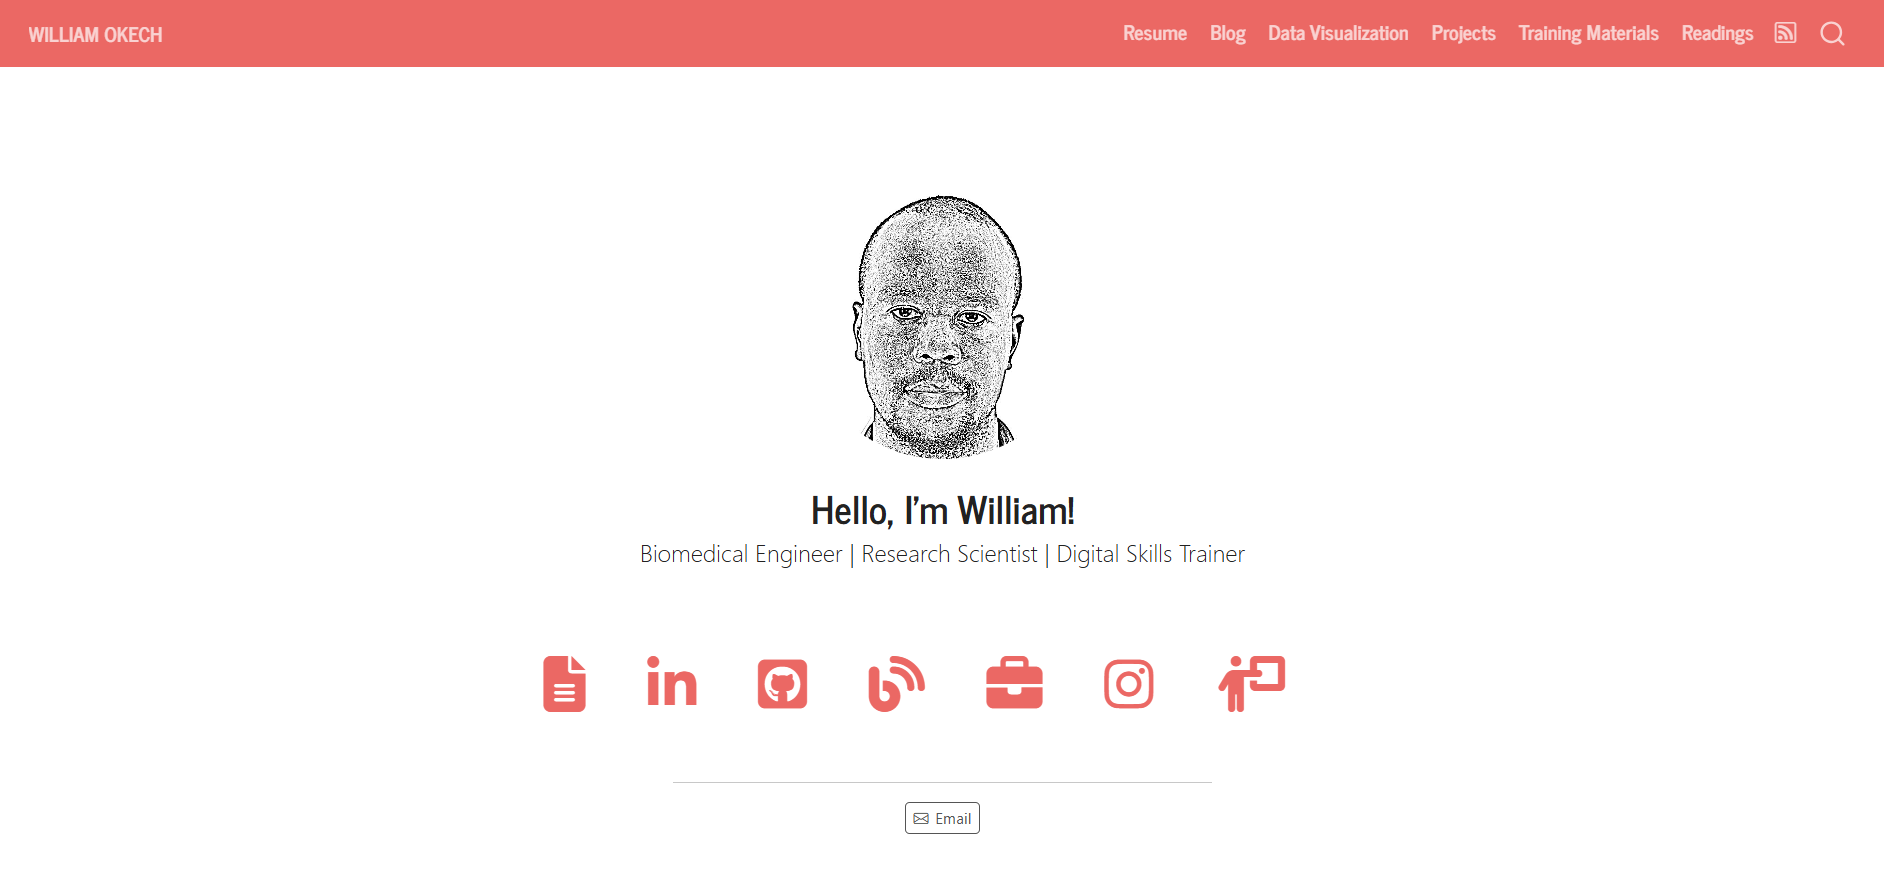 WILLIAM OKECH
Resume Blog Data Visualization Projects Training Materials Readings
Hello, I'm William!
Biomedical Engineer | Research Scientist | Digital Skills Trainer
in
Email